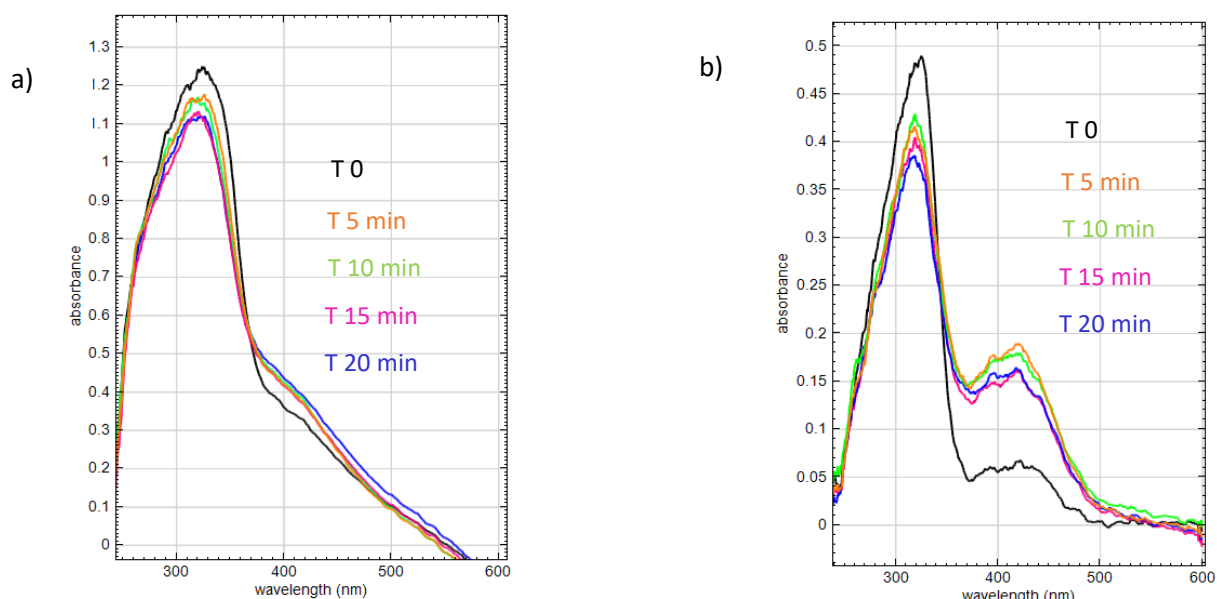 a)
1.3
1.2
1.1
1
0.9
0.8
0.7
0.6
0.5
0.4
0.3
0.2
0.1
0
absorbance
300
400
500
600
wavelength (nm)
T 0
T 5 min
T 10 min
T 15 min
T 20 min
b)
0.5
0.45
0.4
0.35
0.3
0.25
0.2
0.15
0.1
0.05
0
absorbance
300
400
500
600
wavelength (nm)
T 0
T 5 min
T 10 min
T 15 min
T 20 min